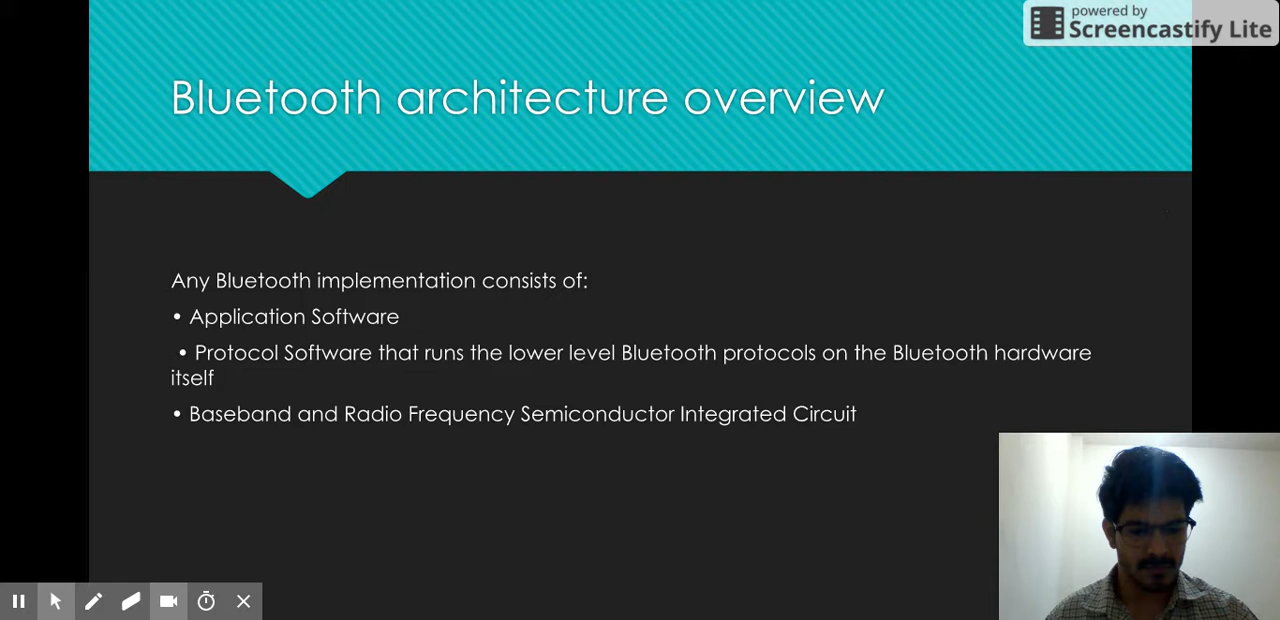 powered by
Screencastify Lite
Bluetooth architecture overview
Any Bluetooth implementation consists of:
• Application Software
• Protocol Software that runs the lower level Bluetooth protocols on the Bluetooth hardware
itself
• Baseband and Radio Frequency Semiconductor Integrated Circuit